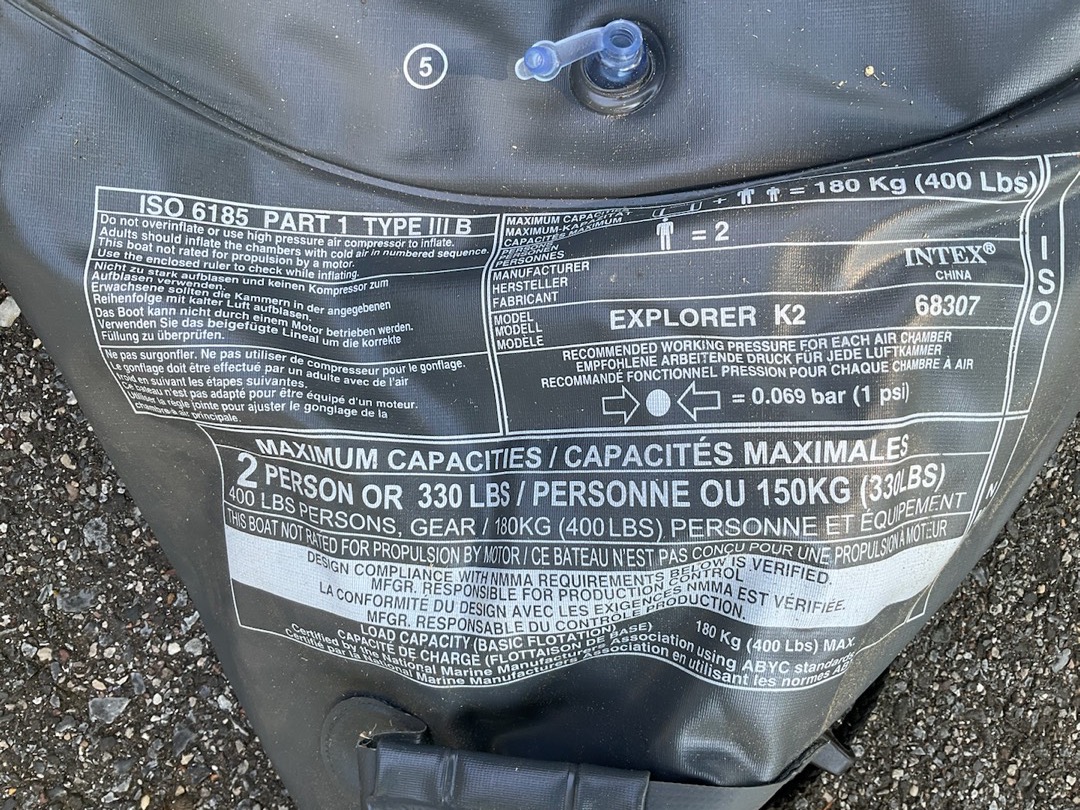 5
ISO 6185 PART 1 TYPE III B
Do not overinflate or use high pressure air compressor to inflate.
Adults should inflate the chambers with cold air in numbered sequence.
This boat not rated for propulsion by a motor.
Use the enclosed ruler to check while inflating.
Nicht zu stark aufblasen und keinen Kompressor zum
Aufblasen verwenden.
Erwachsene sollten die Kammern in der angegebenen
Reihenfolge mit kalter Luft aufblasen.
Das Boot kann nicht durch einen Motor betrieben werden.
Verwenden Sie das beigefügte Lineal um die korrekte
Füllung zu überprüfen.
Ne pas surgonfler. Ne pas utiliser de compresseur pour le gonflage.
Le gonflage doit être effectué par un adulte avec de l'air
froid en suivant les étapes suivantes.
Ce bateau n'est pas adapté pour être équipé d'un moteur.
Utiliser la règle jointe pour ajuster le gonglage de la
chambre à air principale.
MAXIMUM CAPACITY
MAXIMUM-KAPAZITÄT
CAPACITÉS MAXIMUM
+ = 180 Kg (400 Lbs)
PERSONEN
PERSONNES
= 2
MANUFACTURER
HERSTELLER
FABRICANT
INTEX®
CHINA
MODEL
MODELL
MODÈLE
EXPLORER K2
68307
RECOMMENDED WORKING PRESSURE FOR EACH AIR CHAMBER
EMPFOHLENE ARBEITENDE DRUCK FÜR JEDE LUFTKAMMER
RECOMMANDÉ FONCTIONNEL PRESSION POUR CHAQUE CHAMBRE À AIR
= 0.069 bar (1 psi)
ISO
MAXIMUM CAPACITIES / CAPACITÉS MAXIMALES
2 PERSON OR 330 LBS / PERSONNE OU 150KG (330LBS)
400 LBS PERSONS, GEAR / 180KG (400 LBS) PERSONNE ET ÉQUIPEMENT
THIS BOAT NOT RATED FOR PROPULSION BY MOTOR / CE BATEAU N'EST PAS CONÇU POUR UNE PROPULSION À MOTEUR
DESIGN COMPLIANCE WITH NMMA REQUIREMENTS BELOW IS VERIFIED.
MFGR. RESPONSIBLE FOR PRODUCTION CONTROL
LA CONFORMITÉ DU DESIGN AVEC LES EXIGENCES NMMA EST VÉRIFIÉE.
MFGR. RESPONSABLE DU CONTROLE PRODUCTION.
LOAD CAPACITY (BASIC FLOTATION)
CAPACITÉ DE CHARGE (FLOTTAISON DE BASE)
180 Kg (400 Lbs) MAX.
Certified by the National Marine Manufacturers Association using ABYC standards
Certifié par National Marine Manufacturers Association en utilisant les normes
N